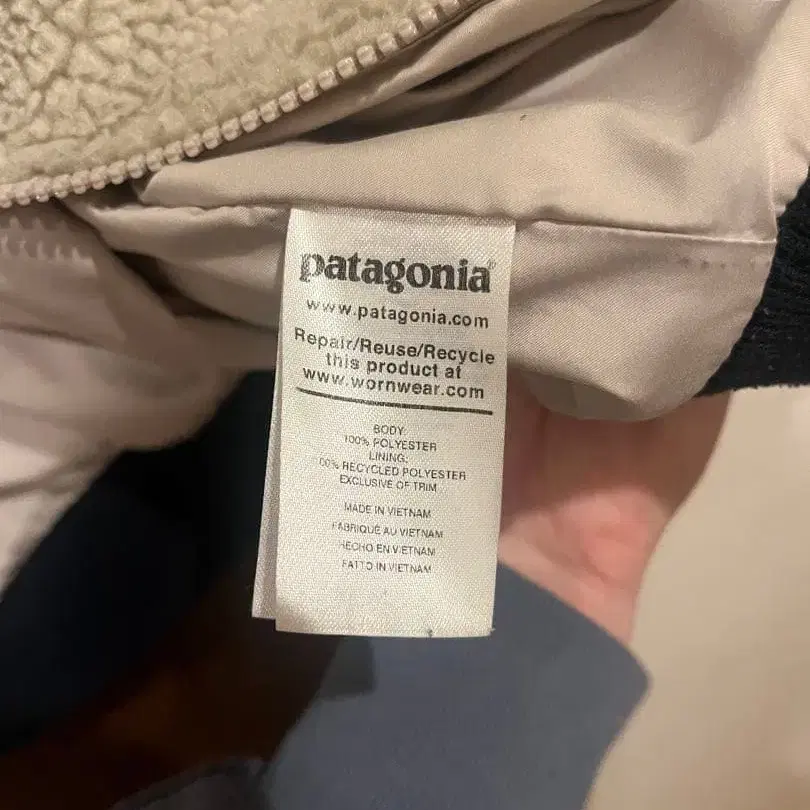 patagonia®
www.patagonia.com
Repair/Reuse/Recycle
this product at
www.wornwear.com
BODY:
100% POLYESTER
LINING:
100% RECYCLED POLYESTER
EXCLUSIVE OF TRIM
MADE IN VIETNAM
FABRIQUÉ AU VIETNAM
HECHO EN VIETNAM
FATTO IN VIETNAM